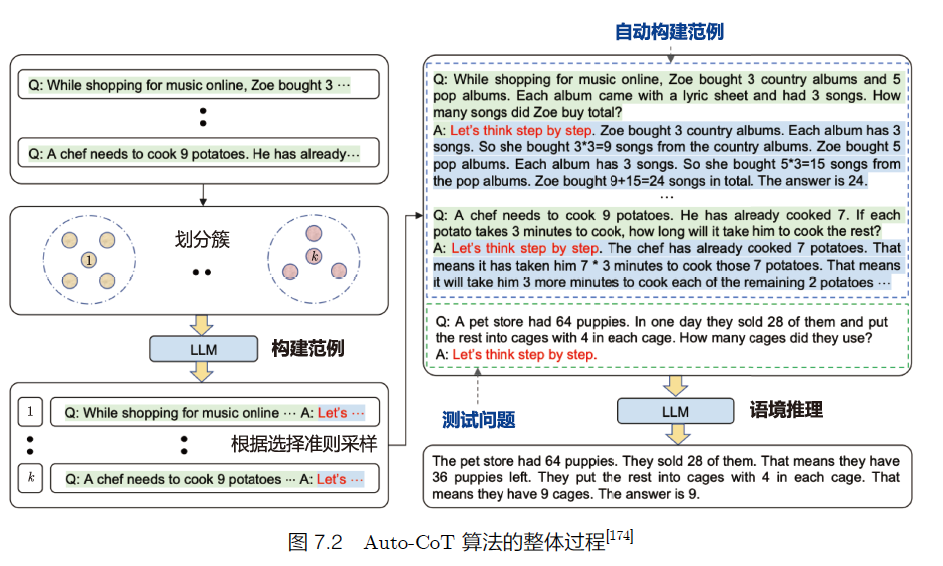 Q: While shopping for music online, Zoe bought 3 ⋯
Q: A chef needs to cook 9 potatoes. He has already⋯
划分簇
1
k
LLM
构建范例
1
Q: While shopping for music online ⋯ A: Let's ⋯
根据选择准则采样
k
Q: A chef needs to cook 9 potatoes ⋯ A: Let's ⋯
自动构建范例
Q: While shopping for music online, Zoe bought 3 country albums and 5
pop albums. Each album came with a lyric sheet and had 3 songs. How
many songs did Zoe buy total?
A: Let's think step by step. Zoe bought 3 country albums. Each album has 3
songs. So she bought 3*3=9 songs from the country albums. Zoe bought 5
pop albums. Each album has 3 songs. So she bought 5*3=15 songs from
the pop albums. Zoe bought 9+15=24 songs in total. The answer is 24.
⋯
Q: A chef needs to cook 9 potatoes. He has already cooked 7. If each
potato takes 3 minutes to cook, how long will it take him to cook the rest?
A: Let's think step by step. The chef has already cooked 7 potatoes. That
means it has taken him 7 * 3 minutes to cook those 7 potatoes. That means
it will take him 3 more minutes to cook each of the remaining 2 potatoes ⋯
Q: A pet store had 64 puppies. In one day they sold 28 of them and put
the rest into cages with 4 in each cage. How many cages did they use?
A: Let's think step by step.
测试问题
LLM
语境推理
The pet store had 64 puppies. They sold 28 of them. That means they have
36 puppies left. They put the rest into cages with 4 in each cage. That
means they have 9 cages. The answer is 9.
图 7.2 Auto-CoT 算法的整体过程[174]